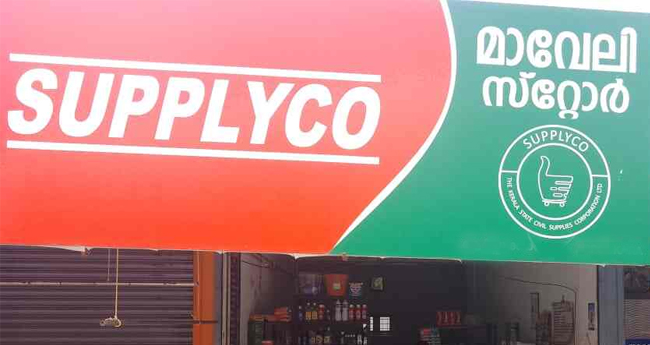 SUPPLYCO
മാവേലി
സ്റ്റോർ
SUPPLYCO
THE KERALA STATE CIVIL SUPPLIES CORPORATION LTD